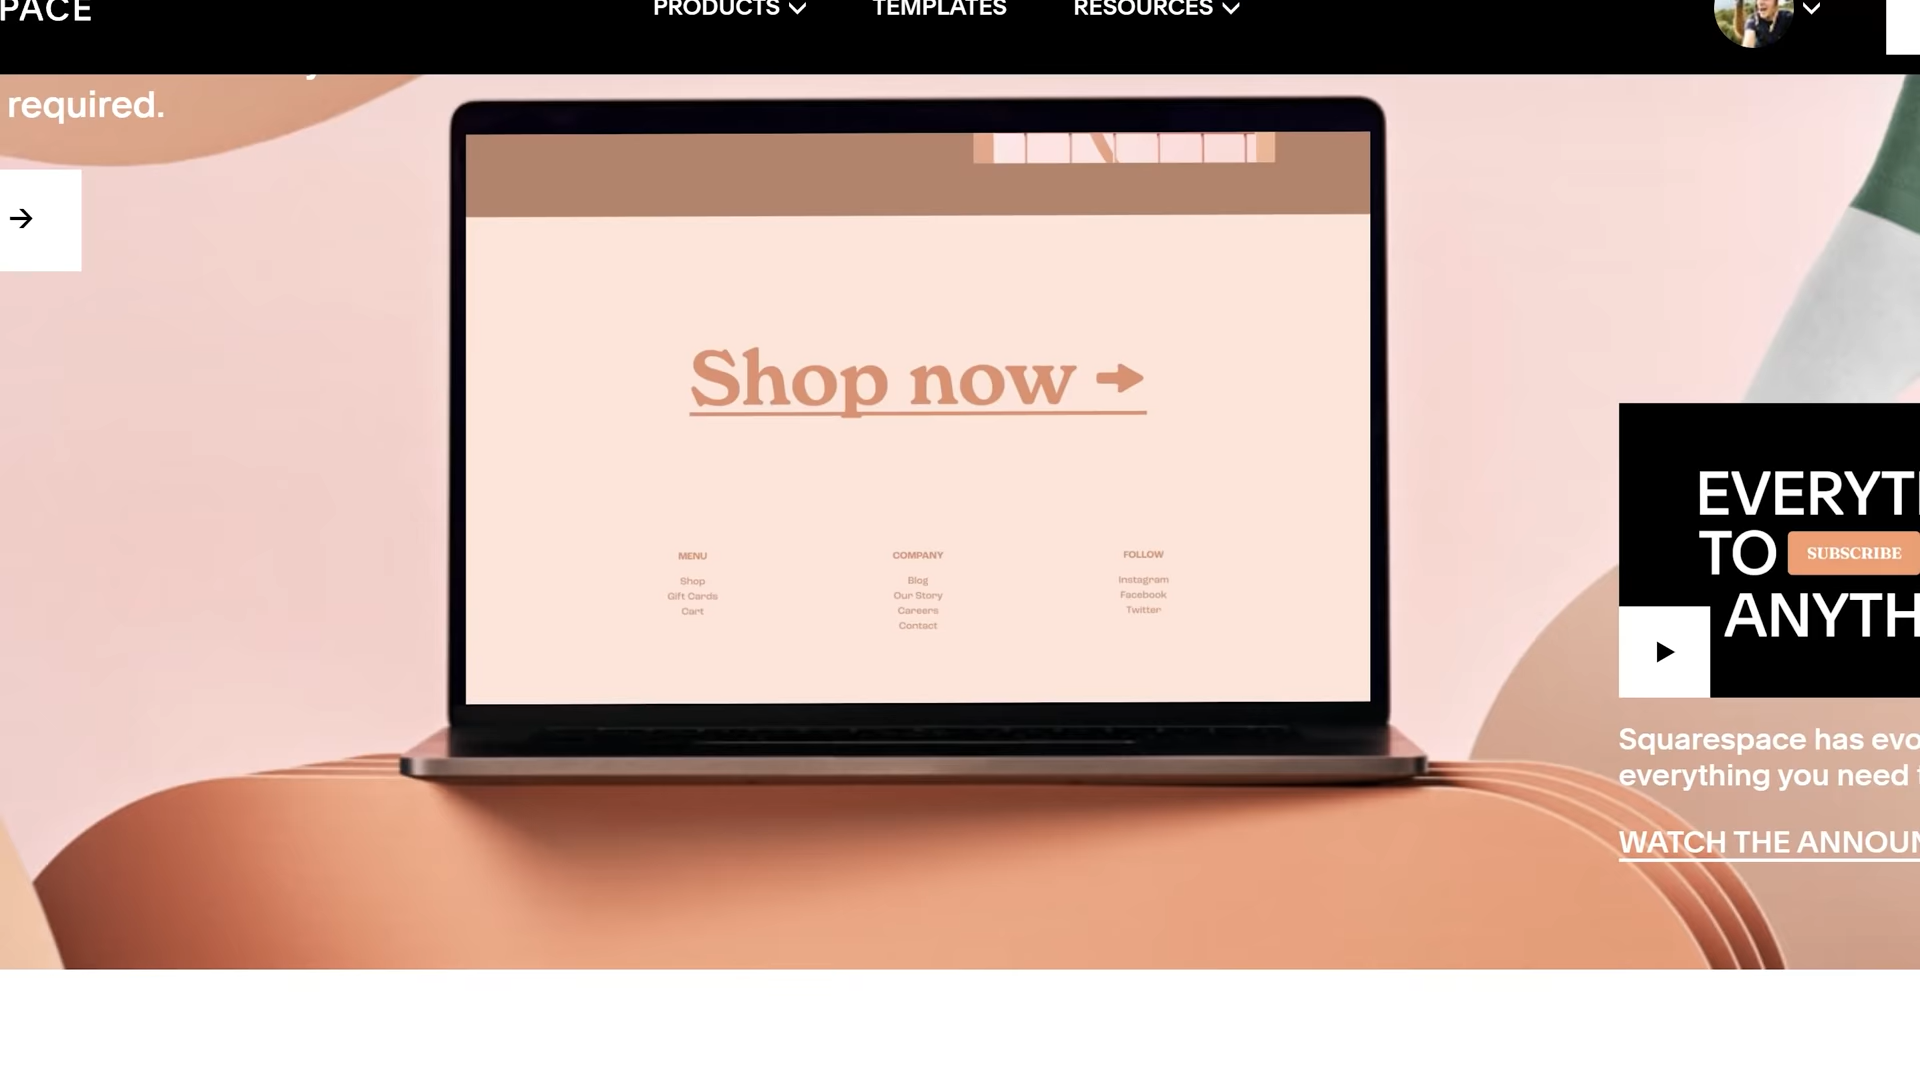 PACE
PRODUCTS
TEMPLATES
RESOURCES
required.
Shop now
MENU
Shop
Gift Cards
Cart
COMPANY
Blog
Our Story
Careers
Contact
FOLLOW
Instagram
Facebook
Twitter
EVERYT
TO SUBSCRIBE
ANYTH
Squarespace has evo
everything you need
WATCH THE ANNOUN